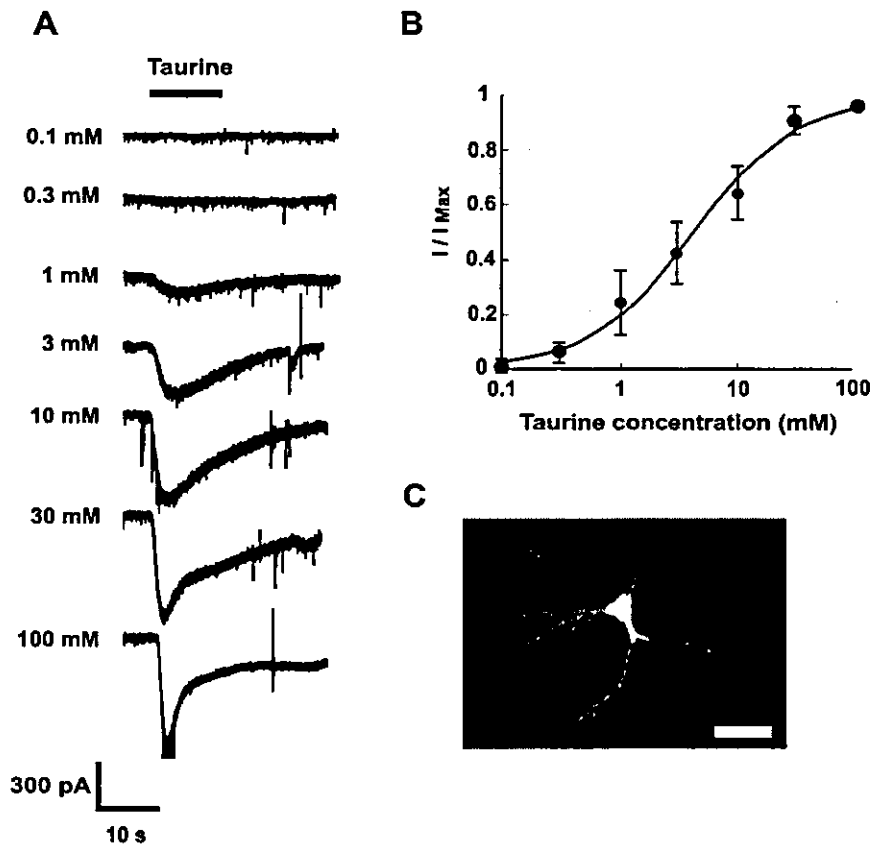 A
Taurine
0.1 mM
0.3 mM
1 mM
3 mM
10 mM
30 mM
100 mM
300 pA
10 s
B
1
0.8
0.6
0.4
0.2
0
I / I Max
0.1
1
10
100
Taurine concentration (mM)
C